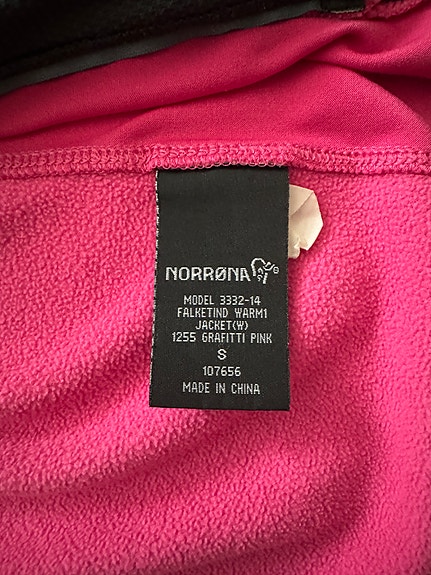 NORRØNA ®
MODEL 3332-14
FALKETIND WARM1
JACKET(W)
1255 GRAFITTI PINK
S
107656
MADE IN CHINA